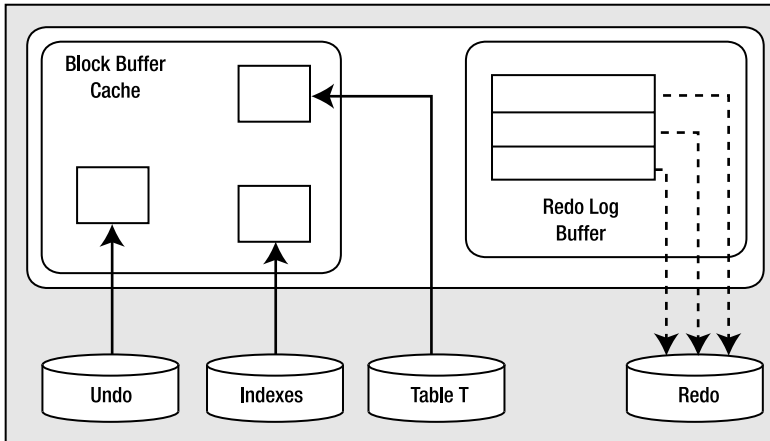 Block Buffer
Cache
Redo Log
Buffer
Undo
Indexes
Table T
Redo